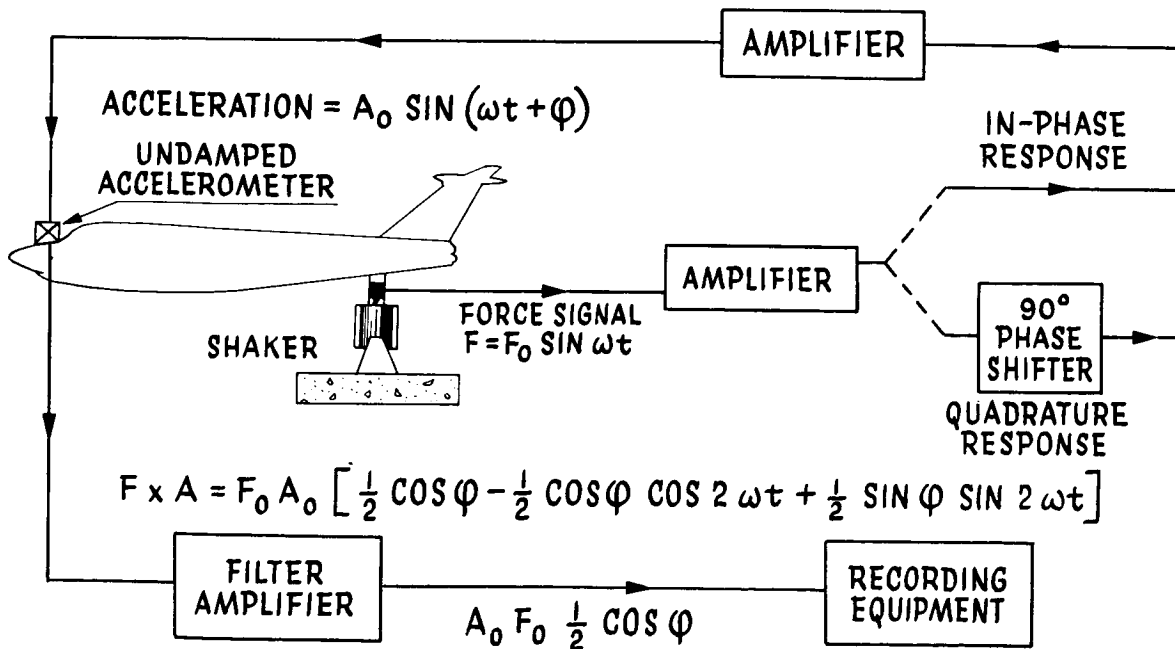 AMPLIFIER
ACCELERATION = A₀ SIN (ωt + φ)
UNDAMPED
ACCELEROMETER
IN-PHASE
RESPONSE
AMPLIFIER
FORCE SIGNAL
F = F₀ SIN ωt
SHAKER
90°
PHASE
SHIFTER
QUADRATURE
RESPONSE
F x A = F₀ A₀ [ ½ COS φ – ½ COS φ COS 2 ωt + ½ SIN φ SIN 2 ωt ]
FILTER
AMPLIFIER
A₀ F₀ ½ COS φ
RECORDING
EQUIPMENT